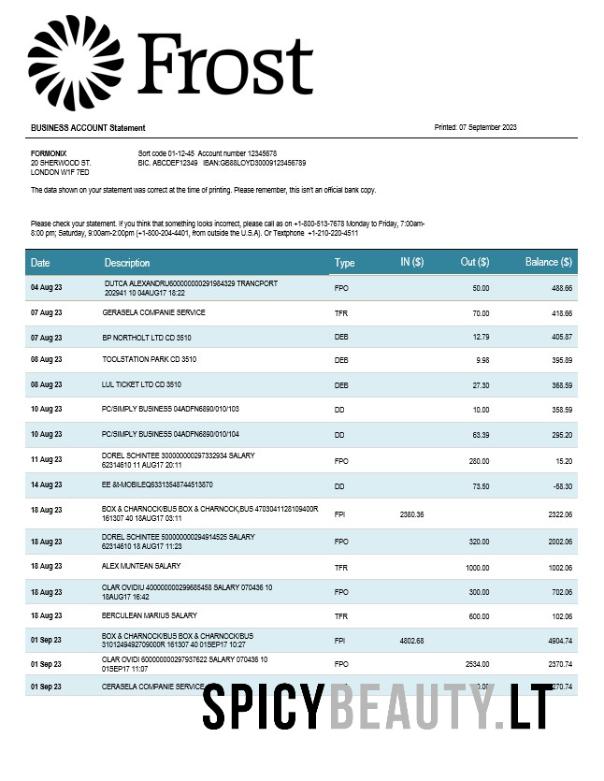 Frost
BUSINESS ACCOUNT Statement Printed: 07 September 2023
FORMONIX Sort code 01-12-45 Account number 12345678
20 SHERWOOD ST. BIC. ABCDEF12349 IBAN:GB88LOYD30009123456789
LONDON W1F 7ED
The data shown on your statement was correct at the time of printing. Please remember, this isn't an official bank copy.
Please check your statement. If you think that something looks incorrect, please call as on +1-800-513-7678 Monday to Friday, 7:00am-
8:00 pm; Saturday, 9:00am-2:00pm (+1-800-204-4401, from outside the U.S.A). Or Textphone +1-210-220-4511
Date Description Type IN ($) Out ($) Balance ($)
04 Aug 23 DUTCA ALEXANDRU600000000291984329 TRANCPORT FPO 50.00 488.66
202941 10 04AUG17 18:22
07 Aug 23 GERASELA COMPANIE SERVICE TFR 70.00 418.66
07 Aug 23 BP NORTHOLT LTD CD 3510 DEB 12.79 405.87
08 Aug 23 TOOLSTATION PARK CD 3510 DEB 9.98 395.89
08 Aug 23 LUL TICKET LTD CD 3510 DEB 27.30 368.59
10 Aug 23 PC/SIMPLY BUSINESS 04ADFN6890/010/103 DD 10.00 358.59
10 Aug 23 PC/SIMPLY BUSINESS 04ADFN6890/010/104 DD 63.39 295.20
11 Aug 23 DOREL SCHINTEE 300000000297332934 SALARY FPO 280.00 15.20
62314610 11 AUG17 20:11
14 Aug 23 EE &t-MOBILEQ63313548744513870 DD 73.50 -58.30
18 Aug 23 BOX & CHARNOCK/BUS BOX & CHARNOCK,BUS 4703041128109400R FPI 2380.36 2322.06
161307 40 18AUG17 03:11
18 Aug 23 DOREL SCHINTEE 500000000294914525 SALARY FPO 320.00 2002.06
62314610 18 AUG17 11:23
18 Aug 23 ALEX MUNTEAN SALARY TFR 1000.00 1002.06
18 Aug 23 OLAR OVIDIU 400000000299685458 SALARY 070436 10 FPO 300.00 702.06
18AUG17 16:42
18 Aug 23 BERCULEAN MARIUS SALARY TFR 600.00 102.06
01 Sep 23 BOX & CHARNOCK/BUS BOX & CHARNOCK/BUS FPI 4802.68 4904.74
3101249492709000R 161307 40 01SEP17 10:27
01 Sep 23 OLAR OVIDI 600000000297937622 SALARY 070436 10 FPO 2534.00 2370.74
01SEP17 11:07
01 Sep 23 CERASELA COMPANIE SERVICE
SPICYBEAUTY.LT